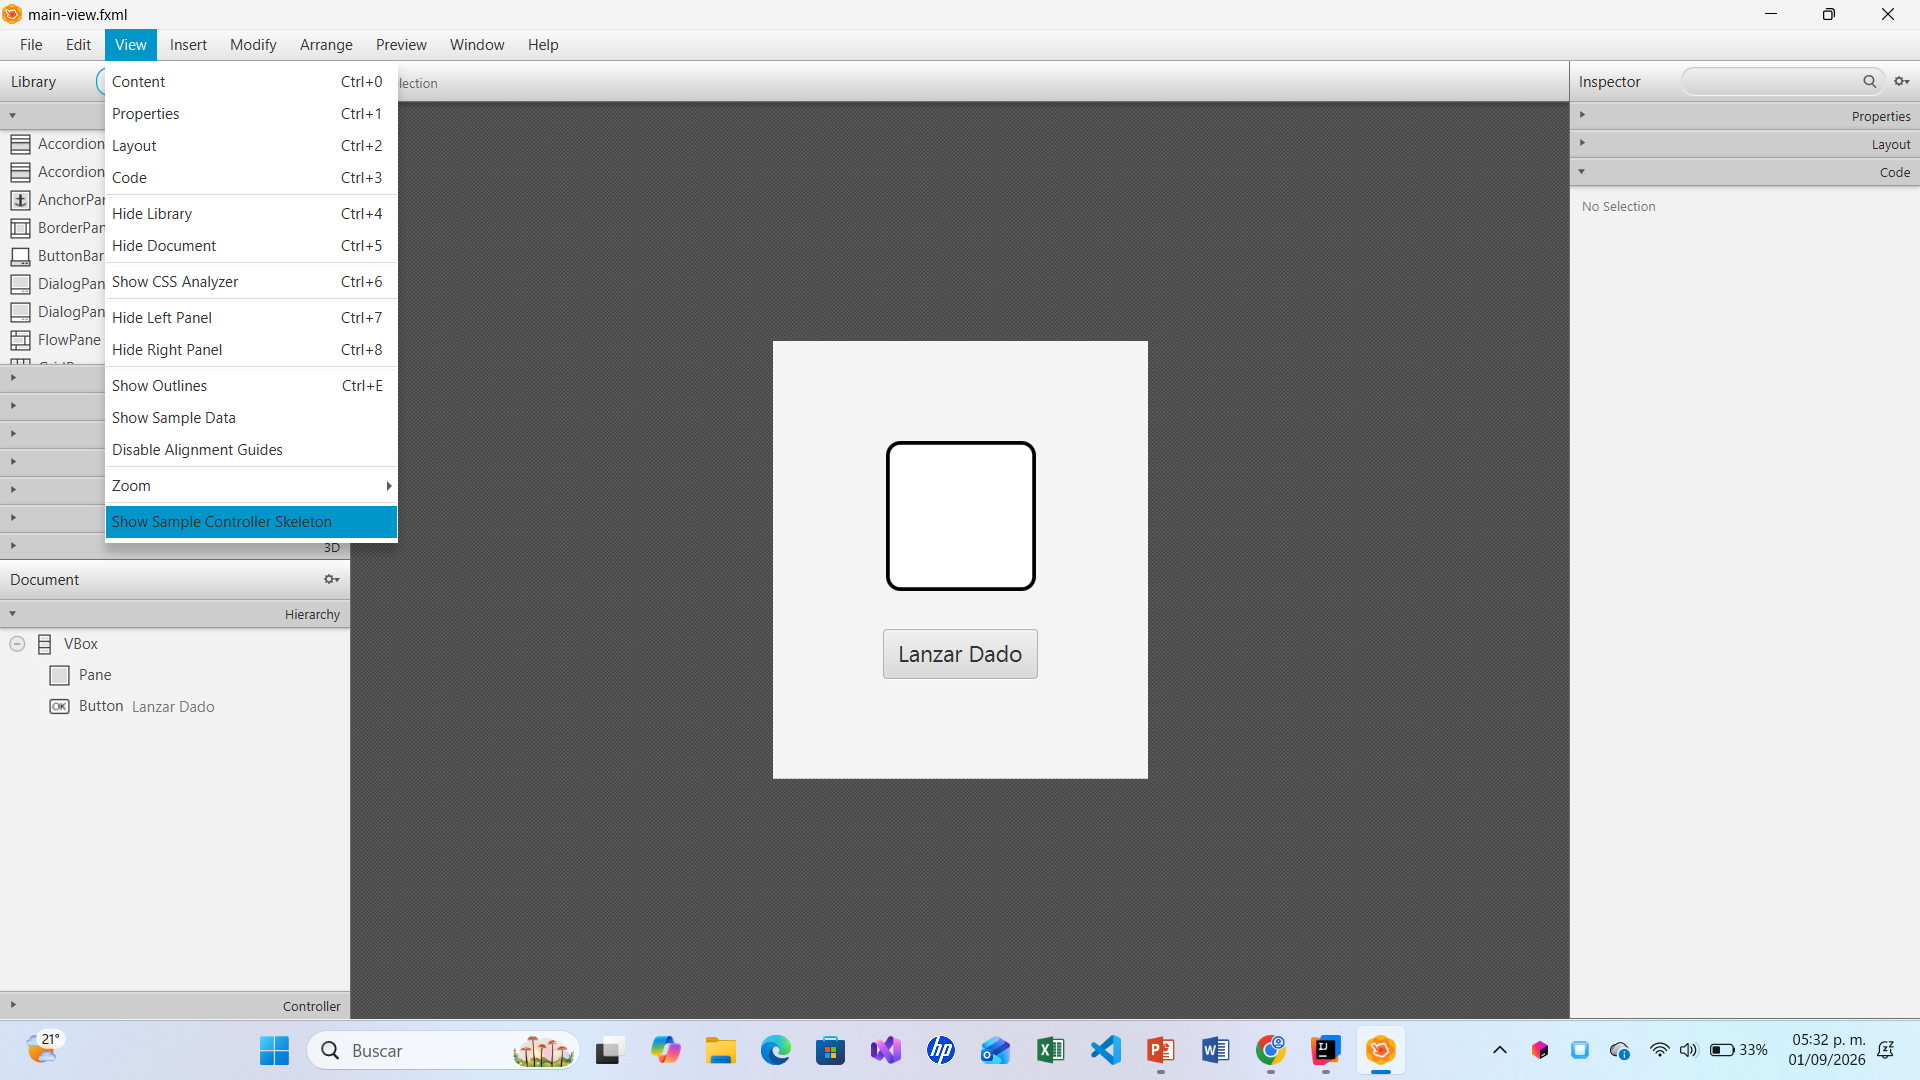 main-view.fxml
File Edit View Insert Modify Arrange Preview Window Help
Library
lection
Inspector
Content Ctrl+0
Properties Ctrl+1
Layout Ctrl+2
Code Ctrl+3
Hide Library Ctrl+4
Hide Document Ctrl+5
Show CSS Analyzer Ctrl+6
Hide Left Panel Ctrl+7
Hide Right Panel Ctrl+8
Show Outlines Ctrl+E
Show Sample Data
Disable Alignment Guides
Zoom
Show Sample Controller Skeleton
Accordion
Accordion
AnchorPan
BorderPan
ButtonBar
DialogPan
DialogPan
FlowPane
3D
Document
Hierarchy
VBox
Pane
OK Button Lanzar Dado
Controller
Lanzar Dado
Properties
Layout
Code
No Selection
21°
Buscar
33%
05:32 p. m.
01/09/2026